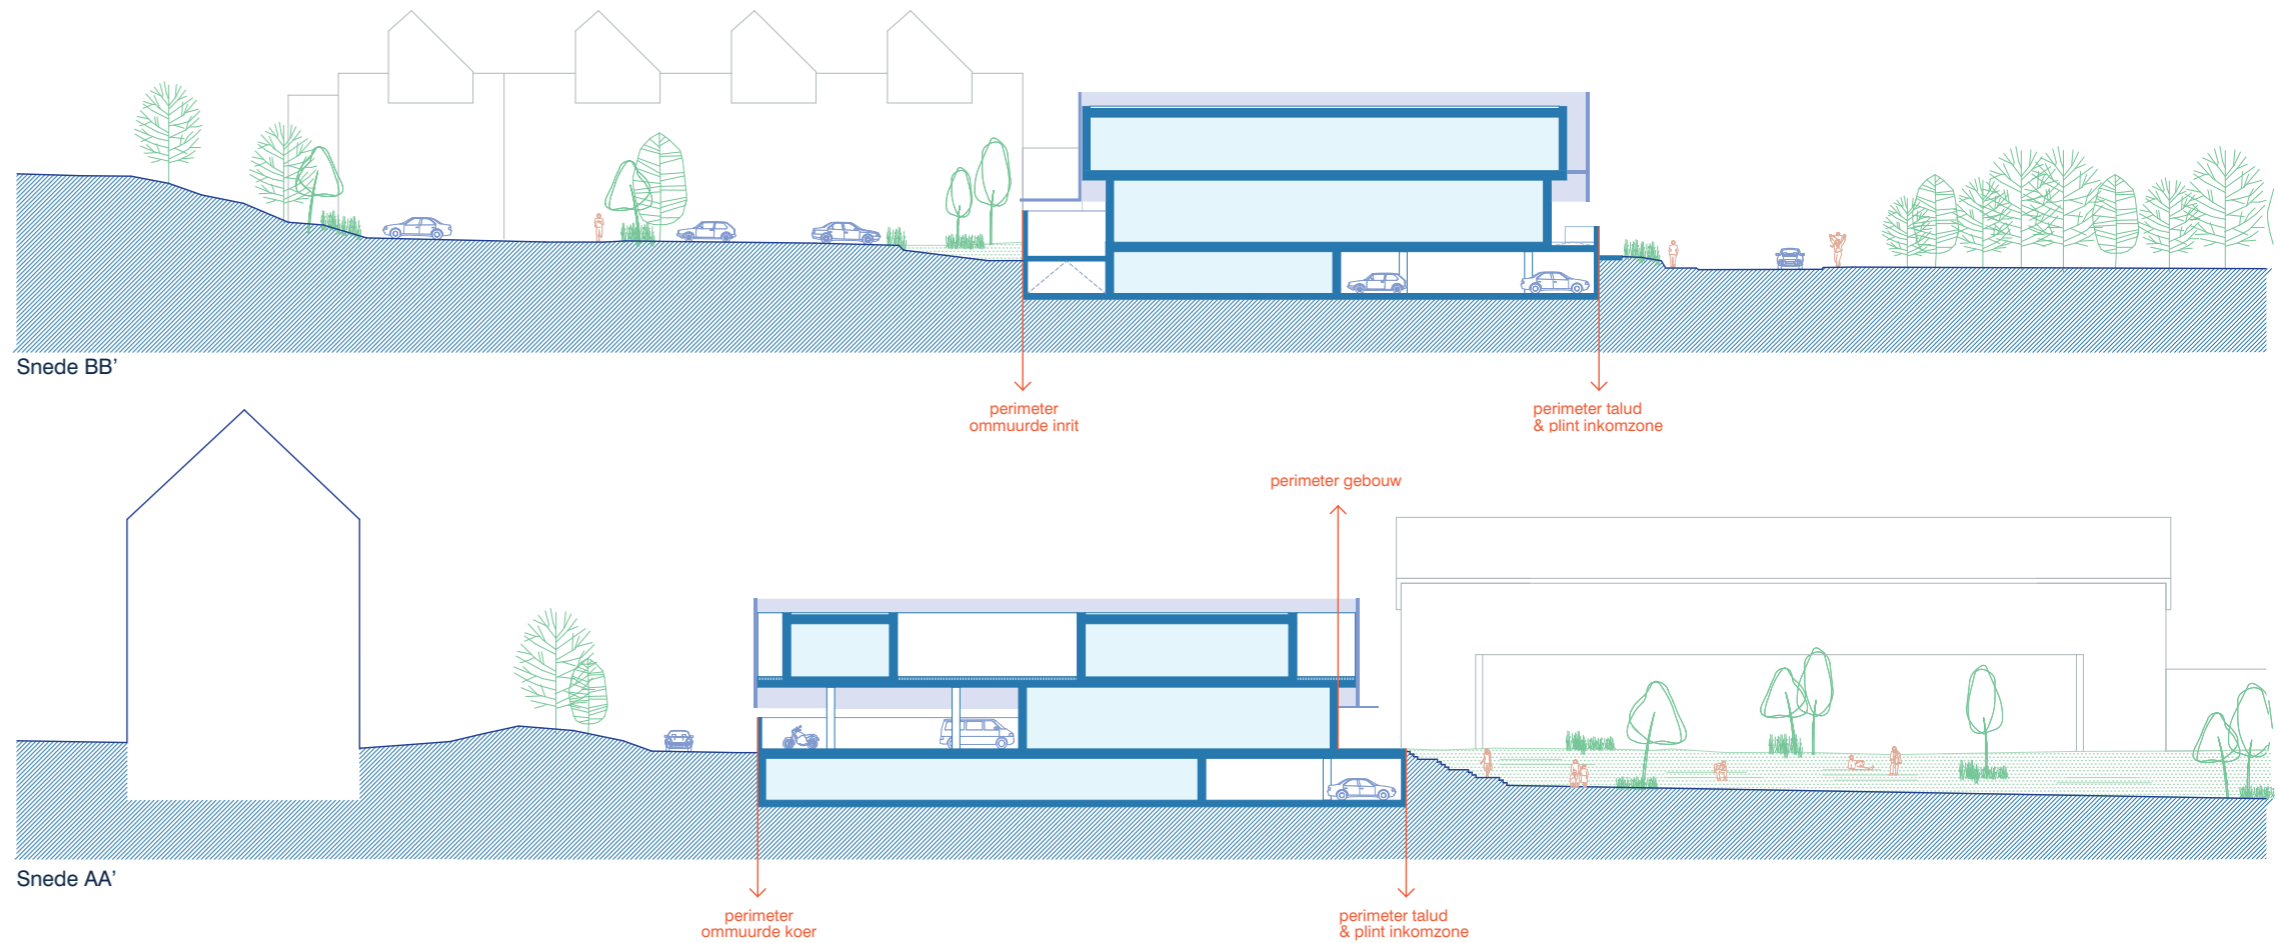 Snede BB'
perimeter
ommuurde inrit
perimeter talud
& plint inkomzone
perimeter gebouw
Snede AA'
perimeter
ommuurde koer
perimeter talud
& plint inkomzone